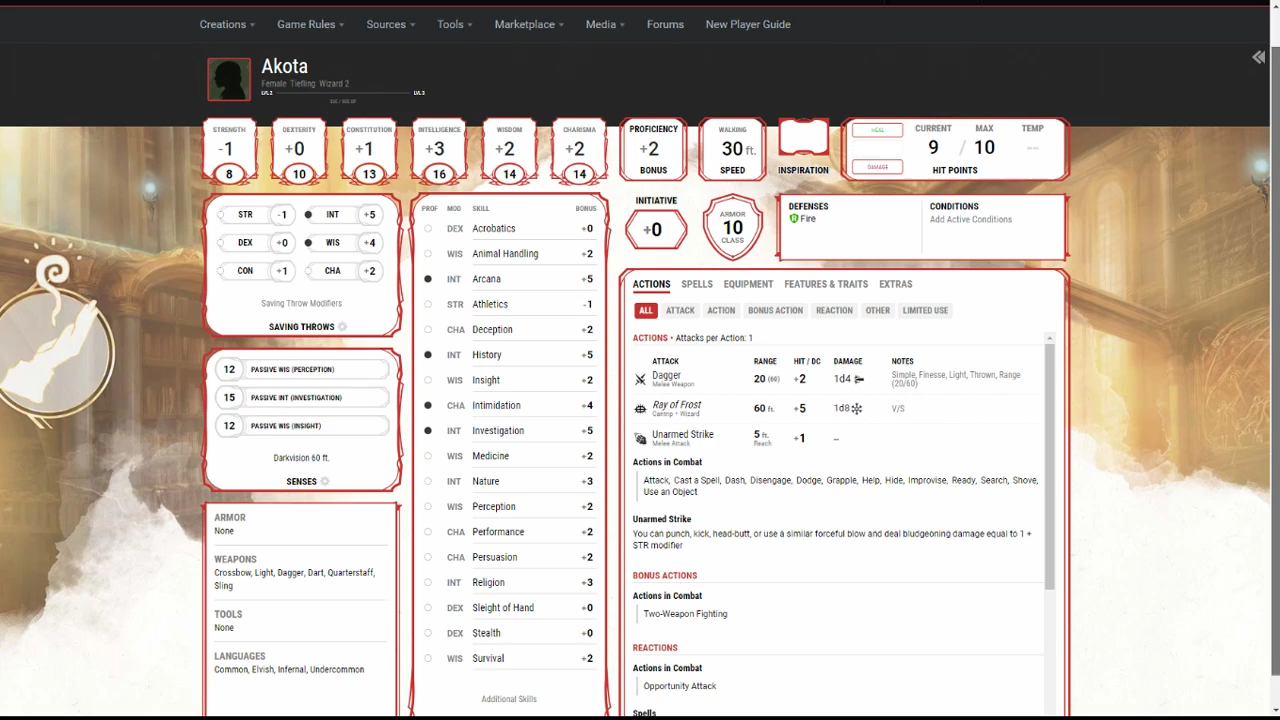 Creations Game Rules Sources Tools Marketplace Media Forums New Player Guide
Akota
Female Tiefling Wizard 2
LVL 2 LVL 3
STRENGTH -1 8
DEXTERITY +0 10
CONSTITUTION +1 13
INTELLIGENCE +3 16
WISDOM +2 14
CHARISMA +2 14
PROFICIENCY +2 BONUS
WALKING 30 ft. SPEED
INSPIRATION
HEAL
DAMAGE
CURRENT MAX TEMP
9 / 10 --
HIT POINTS
STR -1 INT +5
DEX +0 WIS +4
CON +1 CHA +2
Saving Throw Modifiers
SAVING THROWS
12 PASSIVE WIS (PERCEPTION)
15 PASSIVE INT (INVESTIGATION)
12 PASSIVE WIS (INSIGHT)
Darkvision 60 ft.
SENSES
ARMOR
None
WEAPONS
Crossbow, Light, Dagger, Dart, Quarterstaff,
Sling
TOOLS
None
LANGUAGES
Common, Elvish, Infernal, Undercommon
PROF MOD SKILL BONUS
DEX Acrobatics +0
WIS Animal Handling +2
INT Arcana +5
STR Athletics -1
CHA Deception +2
INT History +5
WIS Insight +2
CHA Intimidation +4
INT Investigation +5
WIS Medicine +2
INT Nature +3
WIS Perception +2
CHA Performance +2
CHA Persuasion +2
INT Religion +3
DEX Sleight of Hand +0
DEX Stealth +0
WIS Survival +2
Additional Skills
INITIATIVE
+0
ARMOR
10
CLASS
DEFENSES
R Fire
CONDITIONS
Add Active Conditions
ACTIONS SPELLS EQUIPMENT FEATURES & TRAITS EXTRAS
ALL ATTACK ACTION BONUS ACTION REACTION OTHER LIMITED USE
ACTIONS • Attacks per Action: 1
ATTACK RANGE HIT / DC DAMAGE NOTES
Dagger 20 (60) +2 1d4 Simple, Finesse, Light, Thrown, Range
Melee Weapon (20/60)
Ray of Frost 60 ft. +5 1d8 V/S
Cantrip • Wizard
Unarmed Strike 5 ft. +1 --
Melee Attack Reach
Actions in Combat
Attack, Cast a Spell, Dash, Disengage, Dodge, Grapple, Help, Hide, Improvise, Ready, Search, Shove,
Use an Object
Unarmed Strike
You can punch, kick, head-butt, or use a similar forceful blow and deal bludgeoning damage equal to 1 +
STR modifier
BONUS ACTIONS
Actions in Combat
Two-Weapon Fighting
REACTIONS
Actions in Combat
Opportunity Attack
Spells